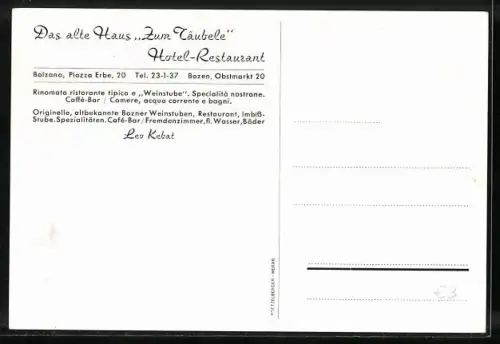 Das alte Haus „Zum Täubele"
Hotel-Restaurant
Bolzano, Piazza Erbe, 20 Tel. 23-1-37 Bozen, Obstmarkt 20
Rinomato ristorante tipico e „Weinstube". Specialità nostrane.
Caffè-Bar / Camere, acqua corrente e bagni.
Originelle, altbekannte Bozner Weinstuben, Restaurant, Imbiß-
Stube. Spezialitäten. Café-Bar / Fremdenzimmer, fl. Wasser, Bäder
Leo Kebat
€3